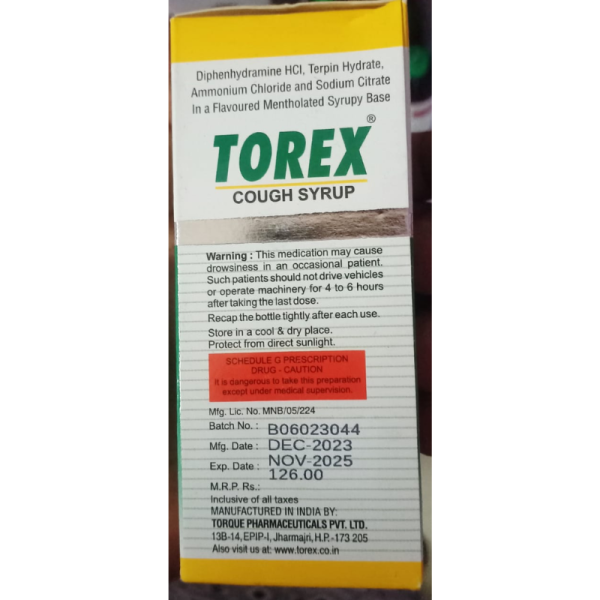 Diphenhydramine HCl, Terpin Hydrate,
Ammonium Chloride and Sodium Citrate
In a Flavoured Mentholated Syrupy Base
TOREX®
COUGH SYRUP
Warning : This medication may cause
drowsiness in an occasional patient.
Such patients should not drive vehicles
or operate machinery for 4 to 6 hours
after taking the last dose.
Recap the bottle tightly after each use.
Store in a cool & dry place.
Protect from direct sunlight.
SCHEDULE G PRESCRIPTION
DRUG - CAUTION
It is dangerous to take this preparation
except under medical supervision.
Mfg. Lic. No. MNB/05/224
Batch No. : B06023044
Mfg. Date : DEC-2023
Exp. Date : NOV-2025
126.00
M.R.P. Rs.:
Inclusive of all taxes
MANUFACTURED IN INDIA BY:
TORQUE PHARMACEUTICALS PVT. LTD.
13B-14, EPIP-I, Jharmajri, H.P.-173 205
Also visit us at: www.torex.co.in